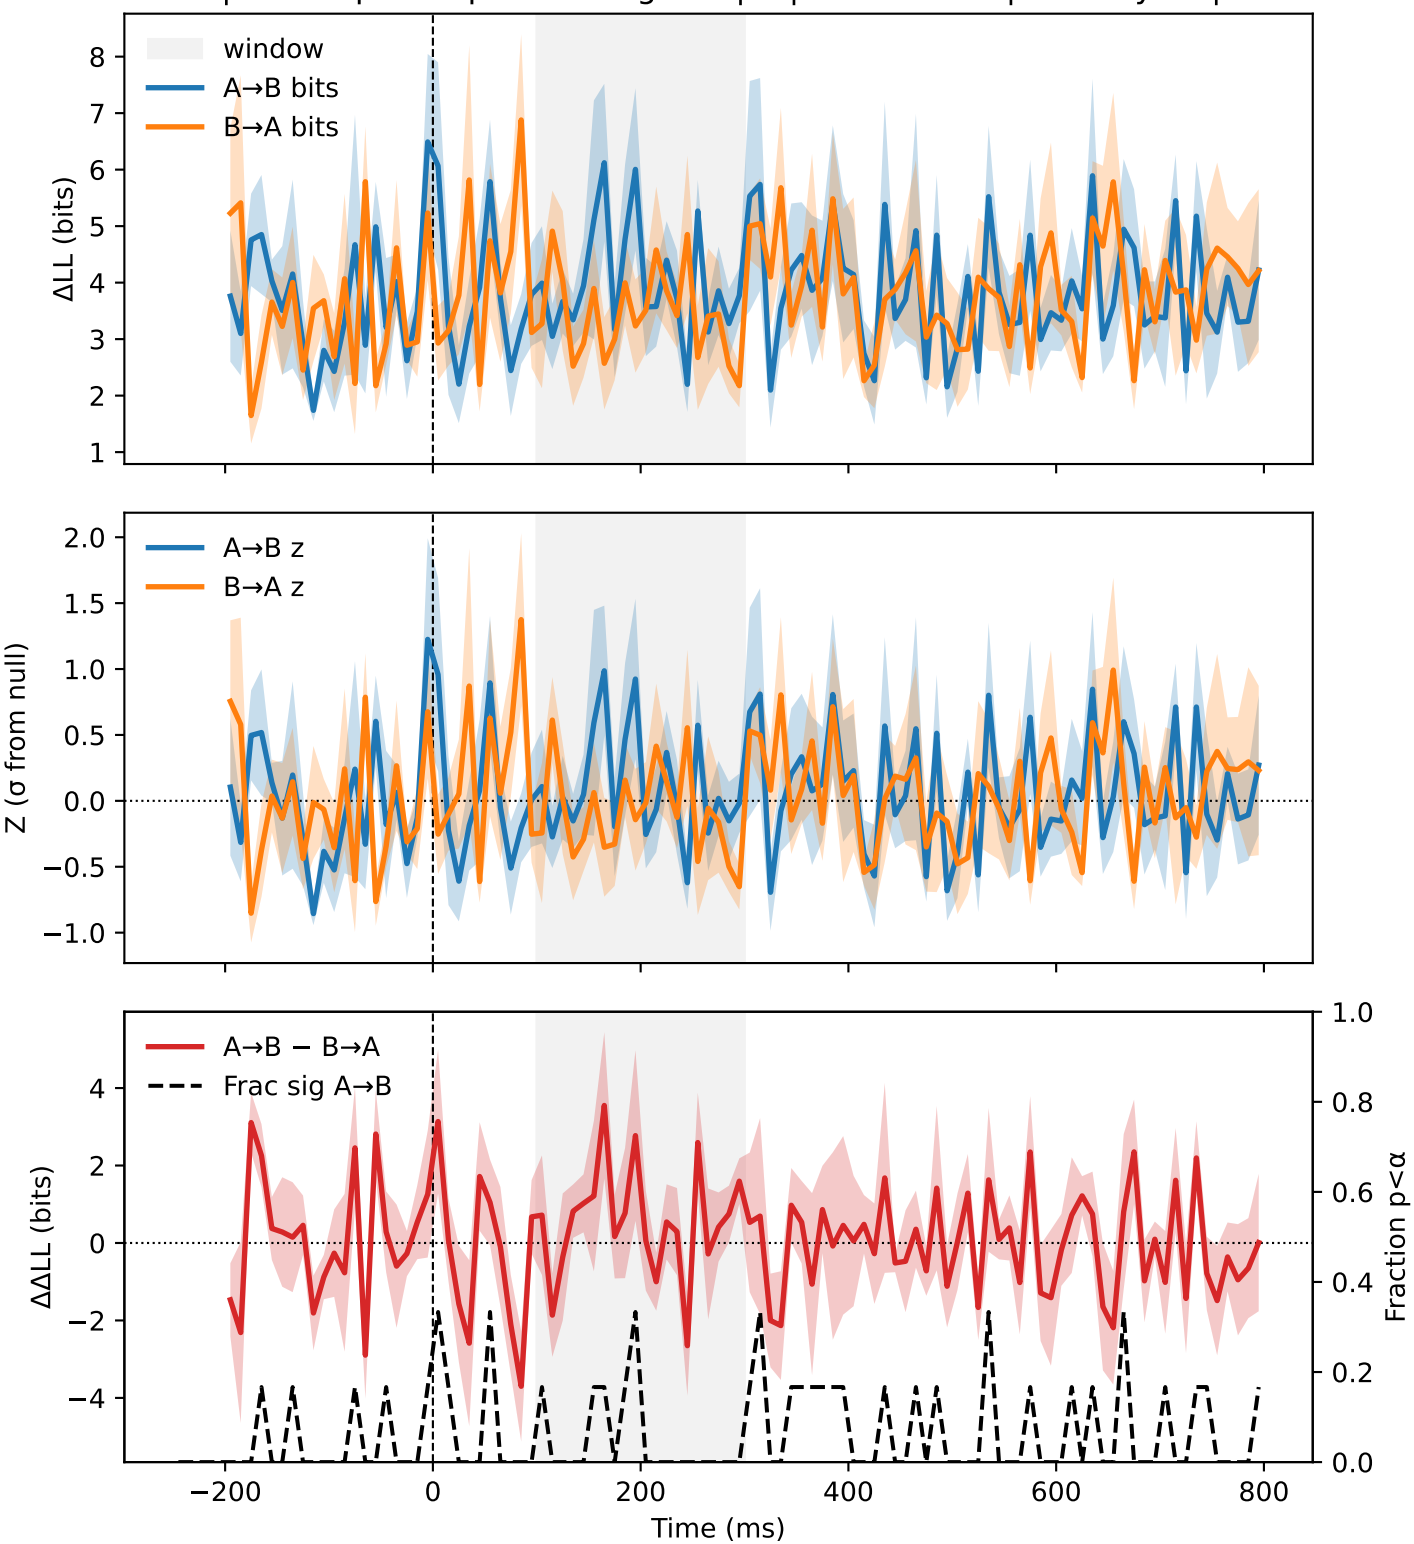 window
A→B bits
B→A bits
8
7
6
5
4
3
2
1
ΔLL (bits)
A→B z
B→A z
2.0
1.5
1.0
0.5
0.0
−0.5
−1.0
Z (σ from null)
A→B − B→A
Frac sig A→B
4
2
0
−2
−4
ΔΔLL (bits)
1.0
0.8
0.6
0.4
0.2
0.0
Fraction p<α
−200
0
200
400
600
800
Time (ms)